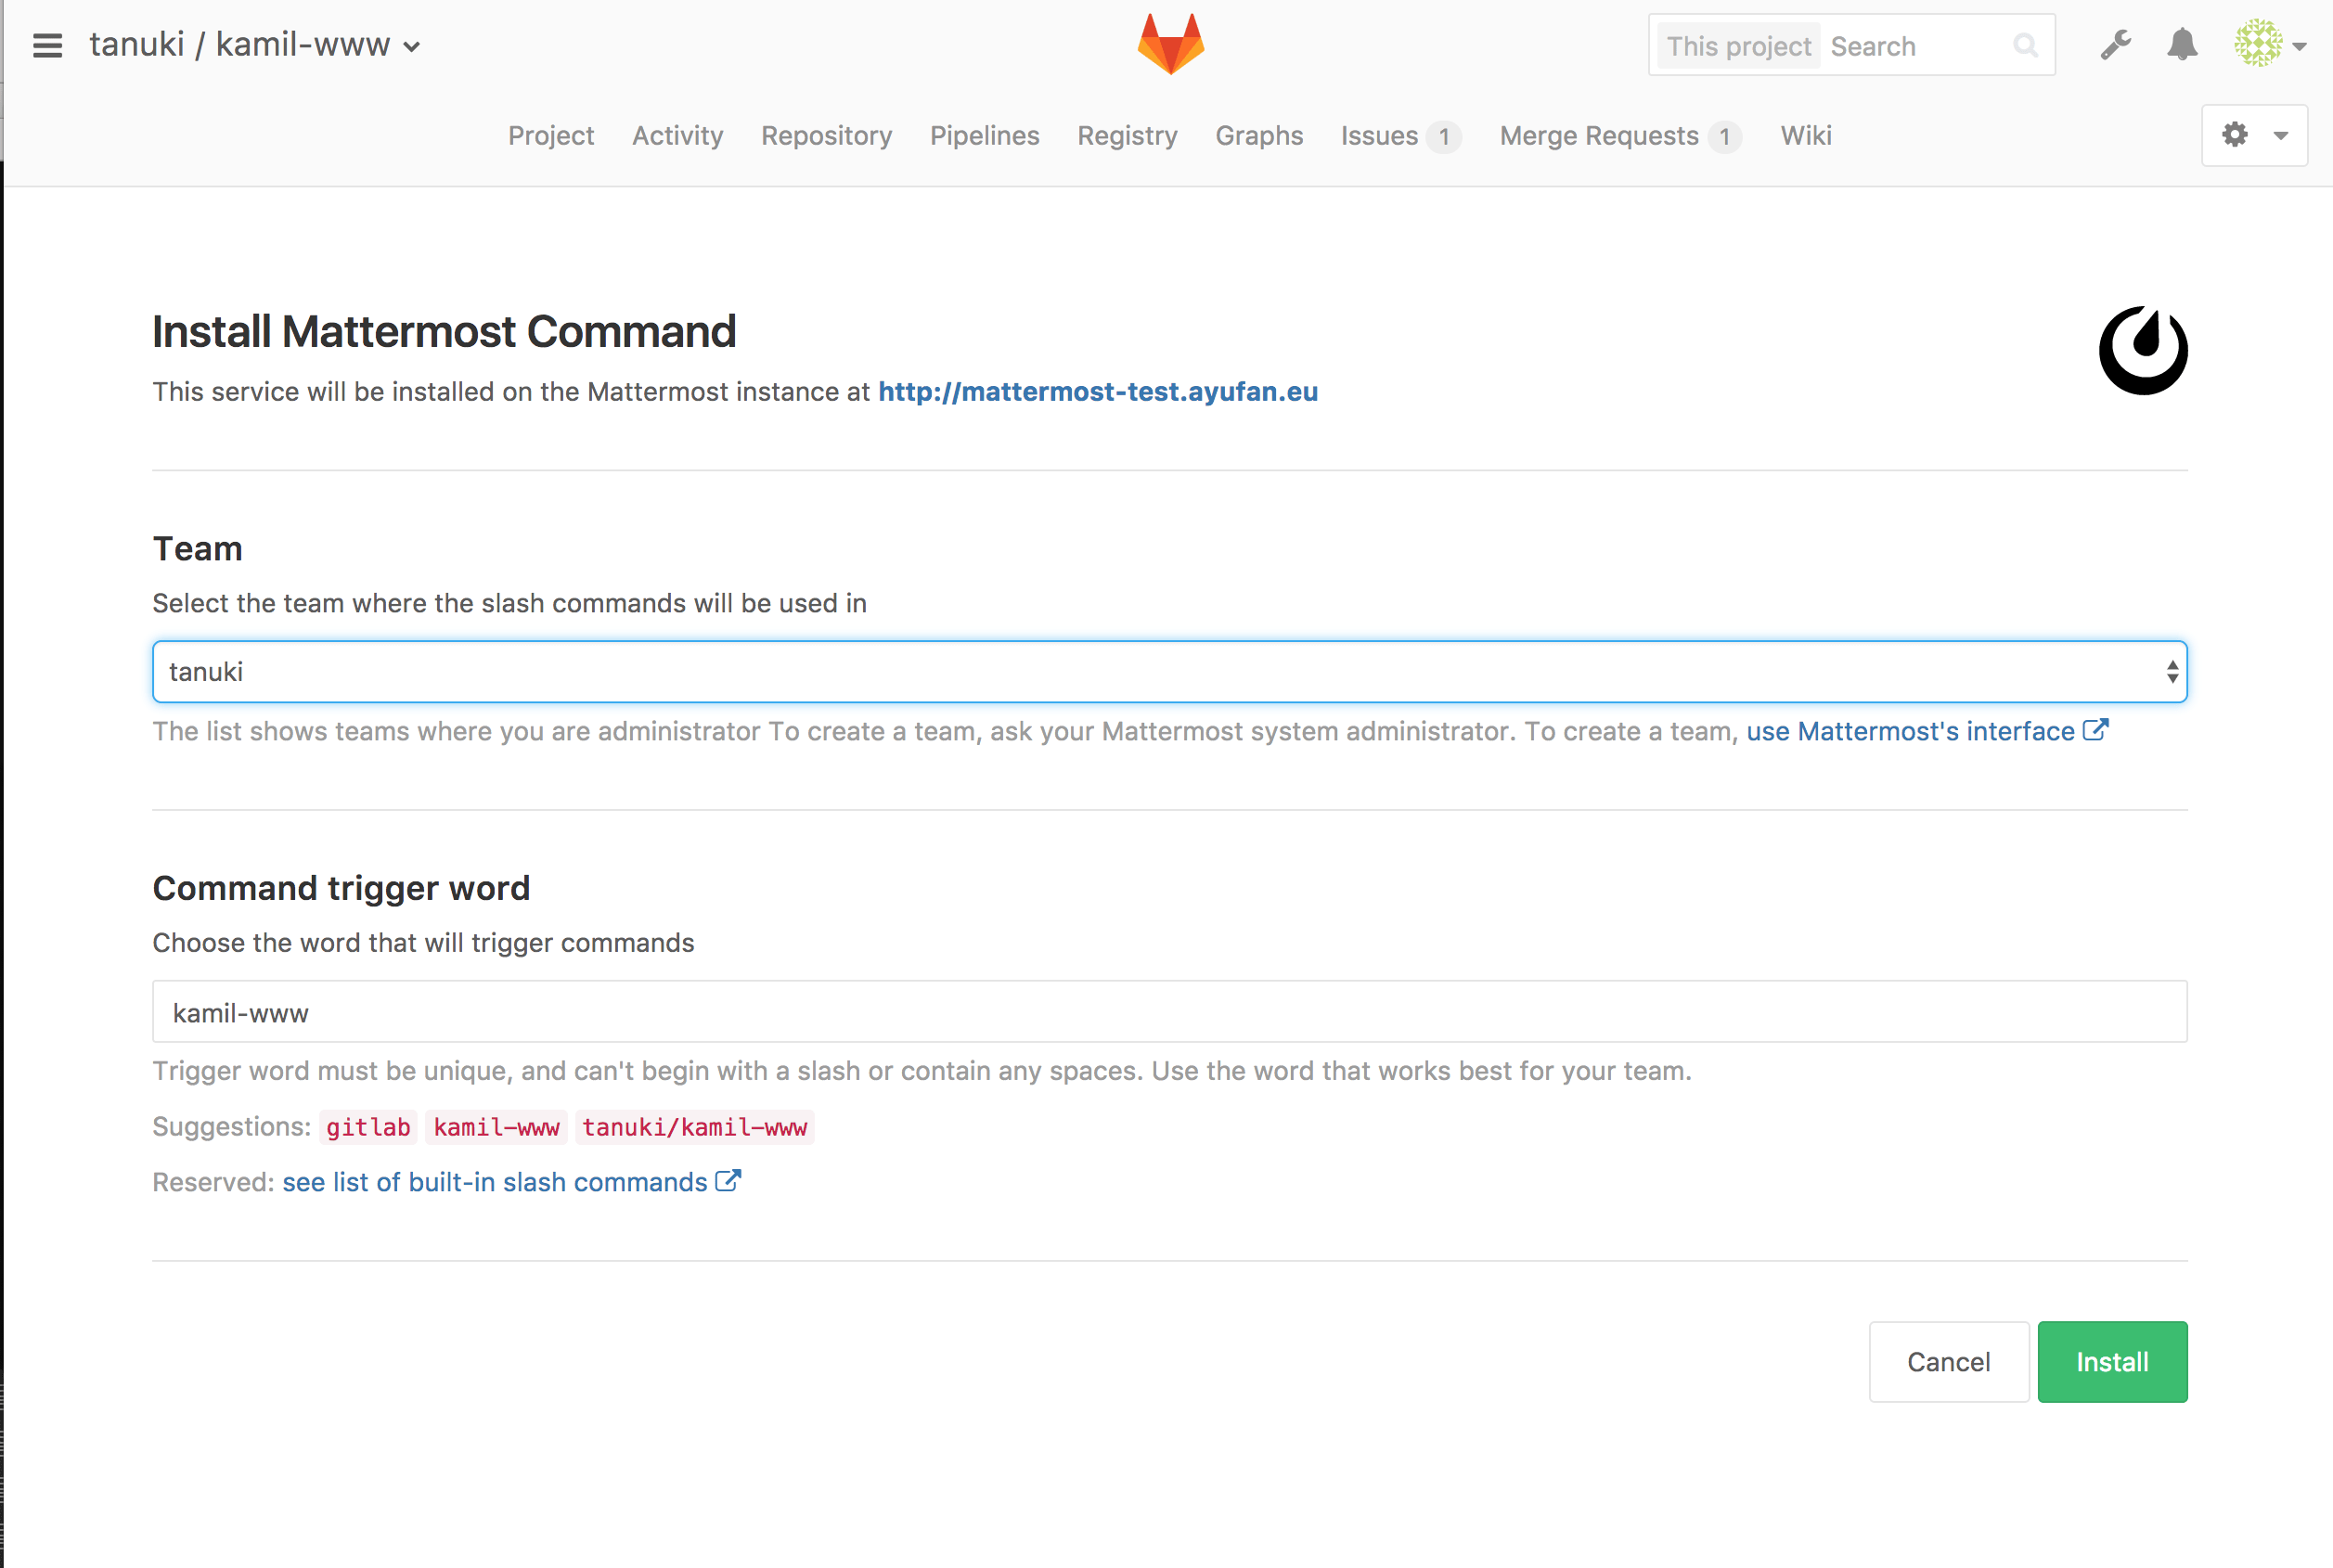 tanuki / kamil-www
This project Search
Project Activity Repository Pipelines Registry Graphs Issues 1 Merge Requests 1 Wiki
Install Mattermost Command
This service will be installed on the Mattermost instance at http://mattermost-test.ayufan.eu
Team
Select the team where the slash commands will be used in
tanuki
The list shows teams where you are administrator To create a team, ask your Mattermost system administrator. To create a team, use Mattermost's interface
Command trigger word
Choose the word that will trigger commands
kamil-www
Trigger word must be unique, and can't begin with a slash or contain any spaces. Use the word that works best for your team.
Suggestions: gitlab kamil-www tanuki/kamil-www
Reserved: see list of built-in slash commands
Cancel Install